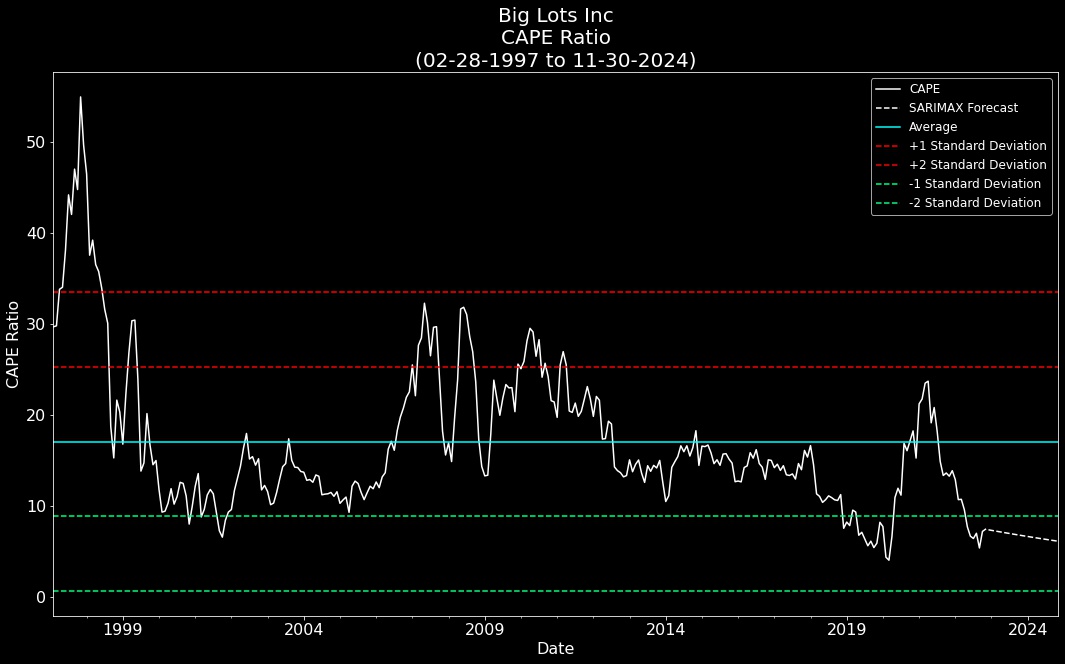 Big Lots Inc
CAPE Ratio
(02-28-1997 to 11-30-2024)
CAPE
SARIMAX Forecast
Average
+1 Standard Deviation
+2 Standard Deviation
-1 Standard Deviation
-2 Standard Deviation
CAPE Ratio
50
40
30
20
10
0
1999 2004 2009 2014 2019 2024
Date